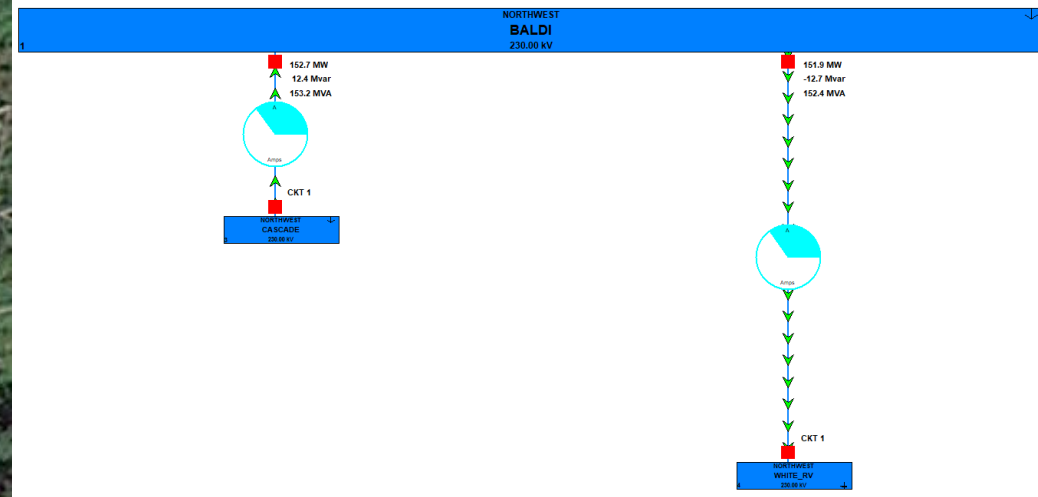 NORTHWEST
BALDI
230.00 kV
1
152.7 MW
12.4 Mvar
153.2 MVA
A
Amps
CKT 1
NORTHWEST
CASCADE
230.00 kV
151.9 MW
-12.7 Mvar
152.4 MVA
A
Amps
CKT 1
NORTHWEST
WHITE_RV
230.00 kV